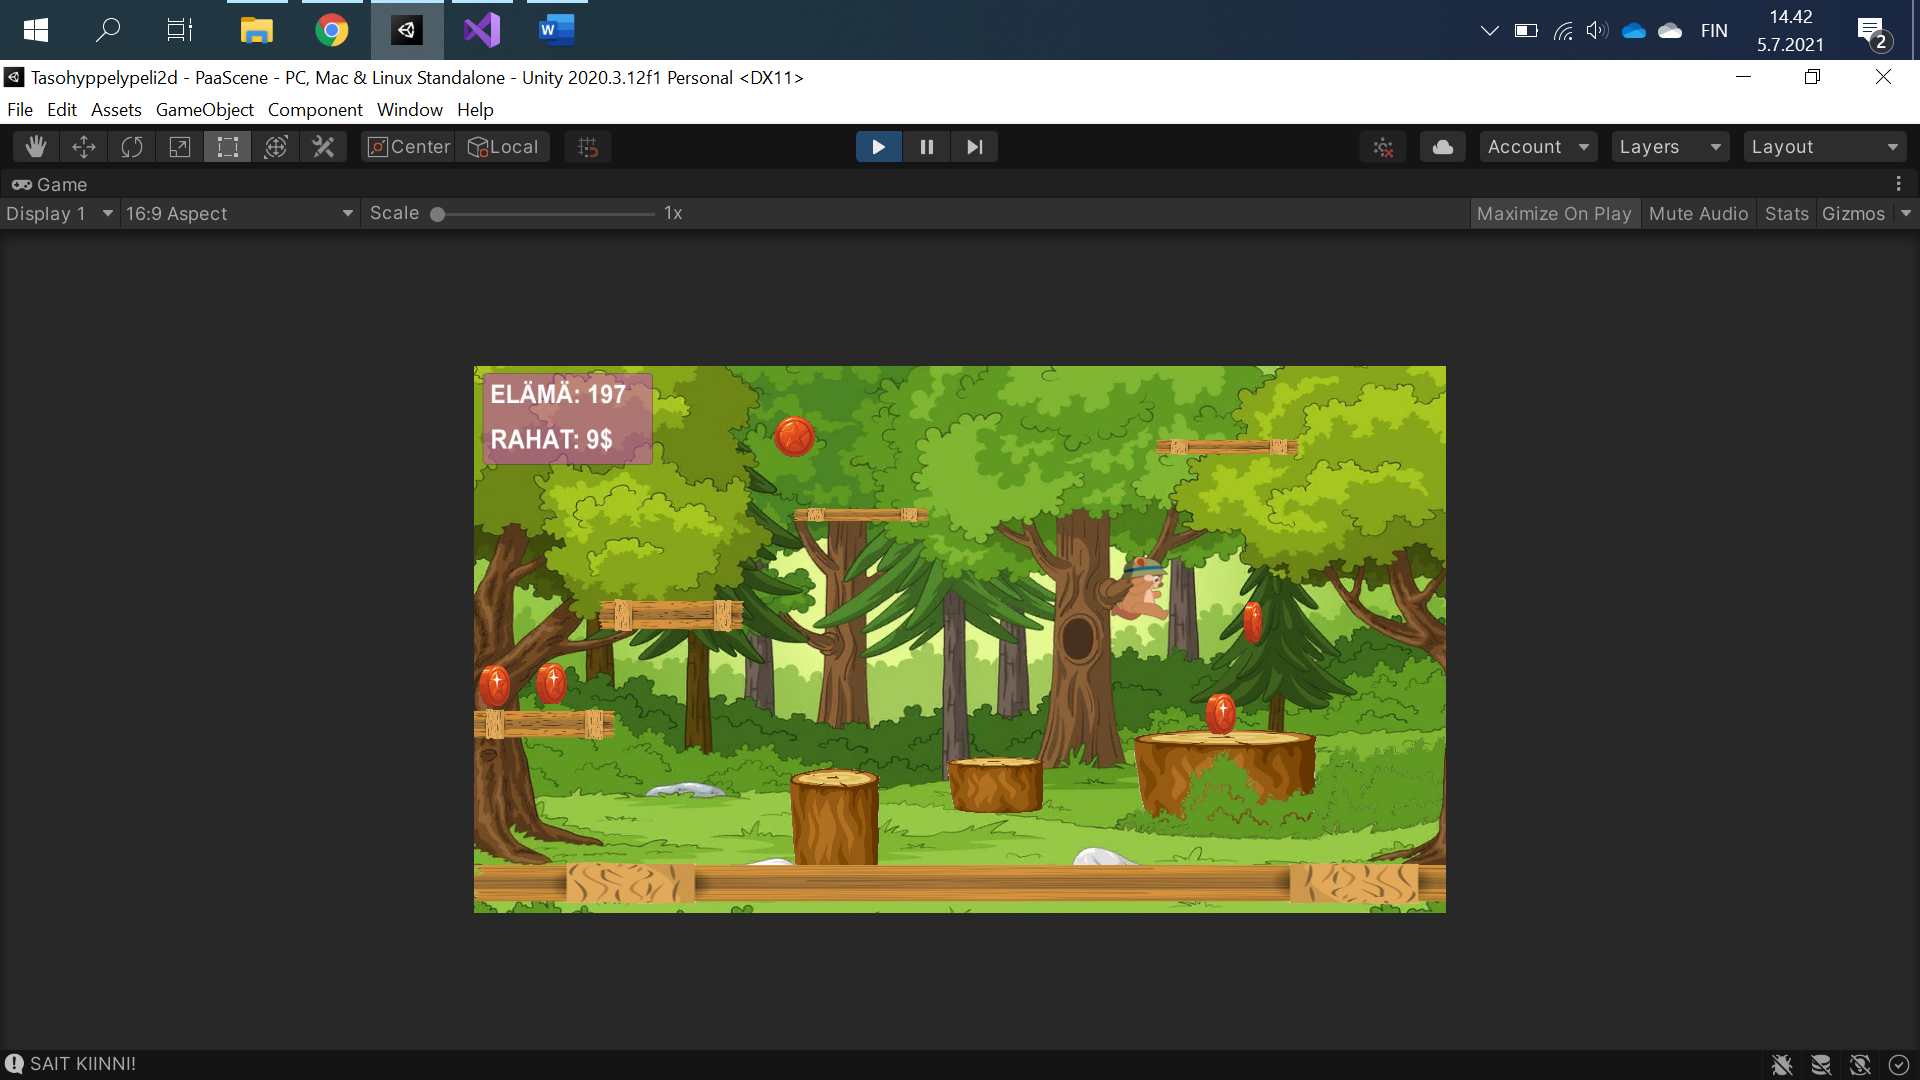 FIN
14.42
5.7.2021
2
W
Tasohyppelypeli2d - PaaScene - PC, Mac & Linux Standalone - Unity 2020.3.12f1 Personal <DX11>
File Edit Assets GameObject Component Window Help
Center Local Account Layers Layout
Game
Display 1 16:9 Aspect Scale 1x Maximize On Play Mute Audio Stats Gizmos
ELÄMÄ: 197
RAHAT: 9$
SAIT KIINNI!